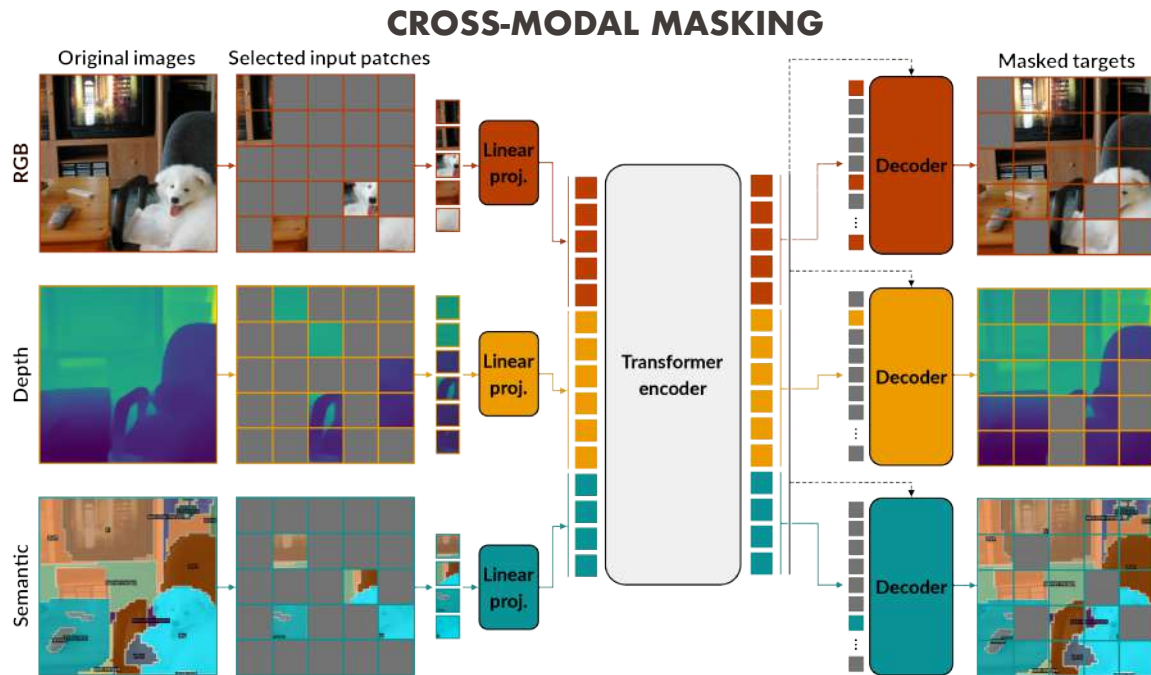 CROSS-MODAL MASKING
Original images
Selected input patches
Masked targets
RGB
Linear
proj.
Decoder
Depth
Linear
proj.
Transformer
encoder
Decoder
Semantic
Linear
proj.
Decoder